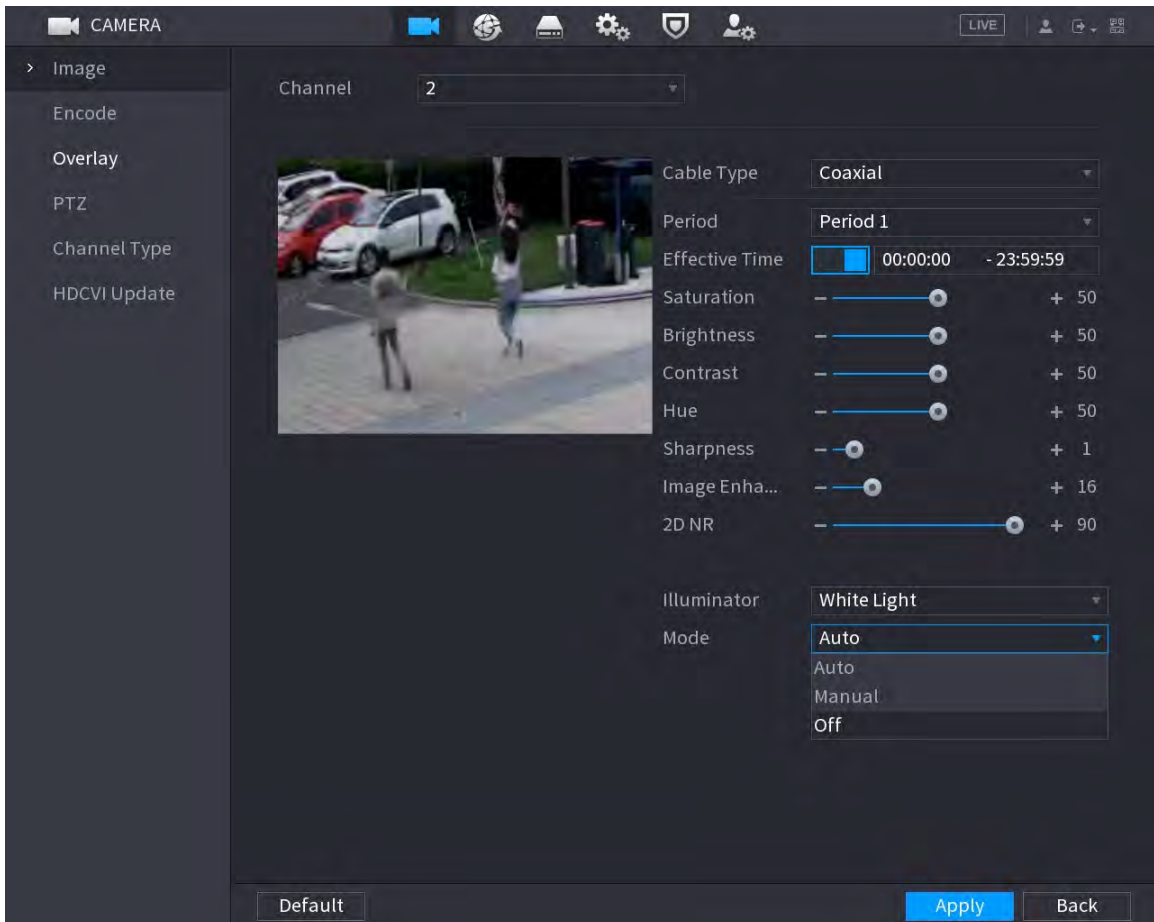 CAMERA
LIVE
Image
Encode
Overlay
PTZ
Channel Type
HDCVI Update
Channel 2
Cable Type Coaxial
Period Period 1
Effective Time 00:00:00 - 23:59:59
Saturation - + 50
Brightness - + 50
Contrast - + 50
Hue - + 50
Sharpness - + 1
Image Enha... - + 16
2D NR - + 90
Illuminator White Light
Mode Auto
Auto
Manual
Off
Default
Apply
Back